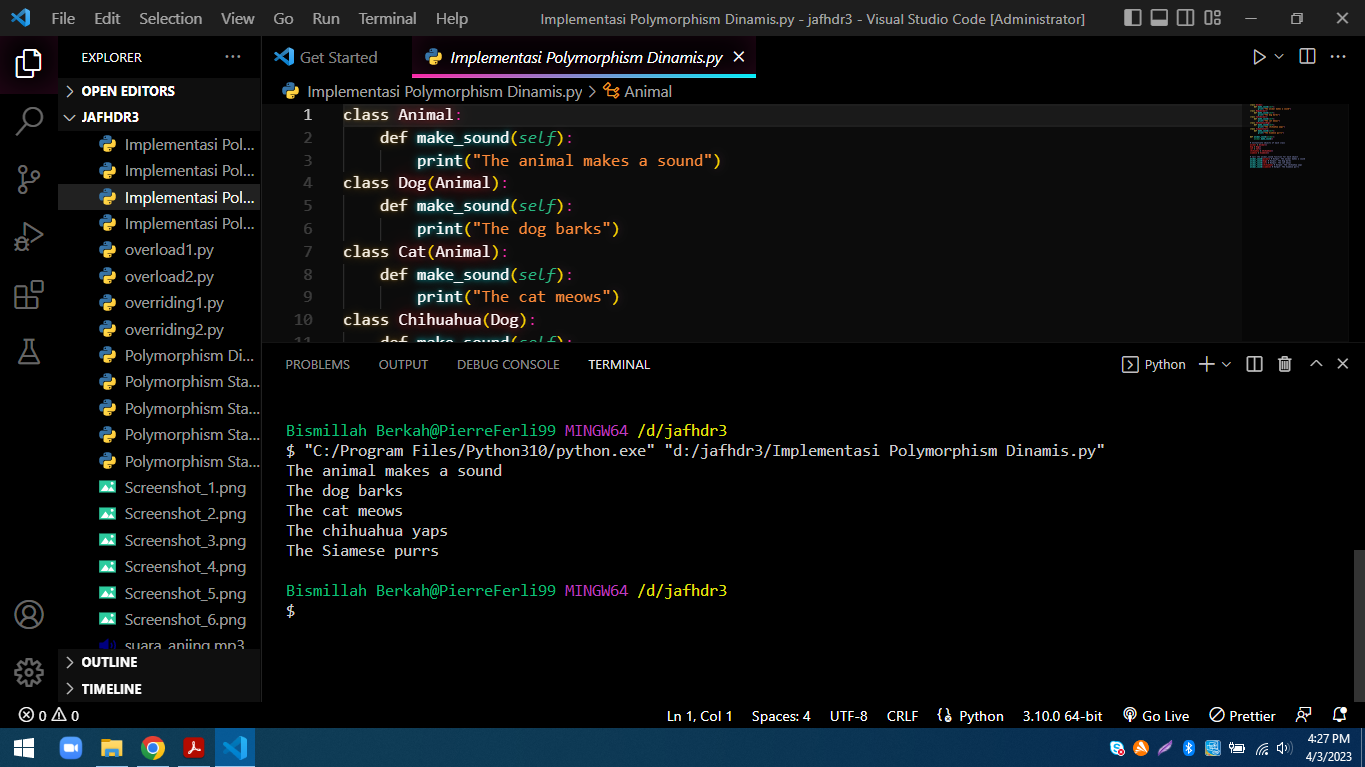 File Edit Selection View Go Run Terminal Help Implementasi Polymorphism Dinamis.py - jafhdr3 - Visual Studio Code [Administrator]
EXPLORER ···
OPEN EDITORS
JAFHDR3
Implementasi Pol...
Implementasi Pol...
Implementasi Pol...
Implementasi Pol...
overload1.py
overload2.py
overriding1.py
overriding2.py
Polymorphism Di...
Polymorphism Sta...
Polymorphism Sta...
Polymorphism Sta...
Polymorphism Sta...
Screenshot_1.png
Screenshot_2.png
Screenshot_3.png
Screenshot_4.png
Screenshot_5.png
Screenshot_6.png
suara_anjing.mp3
OUTLINE
TIMELINE
Get Started Implementasi Polymorphism Dinamis.py
Implementasi Polymorphism Dinamis.py > Animal
1 class Animal:
2 def make_sound(self):
3 print("The animal makes a sound")
4 class Dog(Animal):
5 def make_sound(self):
6 print("The dog barks")
7 class Cat(Animal):
8 def make_sound(self):
9 print("The cat meows")
10 class Chihuahua(Dog):
11 def make_sound(self):
PROBLEMS OUTPUT DEBUG CONSOLE TERMINAL Python
Bismillah Berkah@PierreFerli99 MINGW64 /d/jafhdr3
$ "C:/Program Files/Python310/python.exe" "d:/jafhdr3/Implementasi Polymorphism Dinamis.py"
The animal makes a sound
The dog barks
The cat meows
The chihuahua yaps
The Siamese purrs
Bismillah Berkah@PierreFerli99 MINGW64 /d/jafhdr3
$
0 0 Ln 1, Col 1 Spaces: 4 UTF-8 CRLF Python 3.10.0 64-bit Go Live Prettier
4:27 PM
4/3/2023